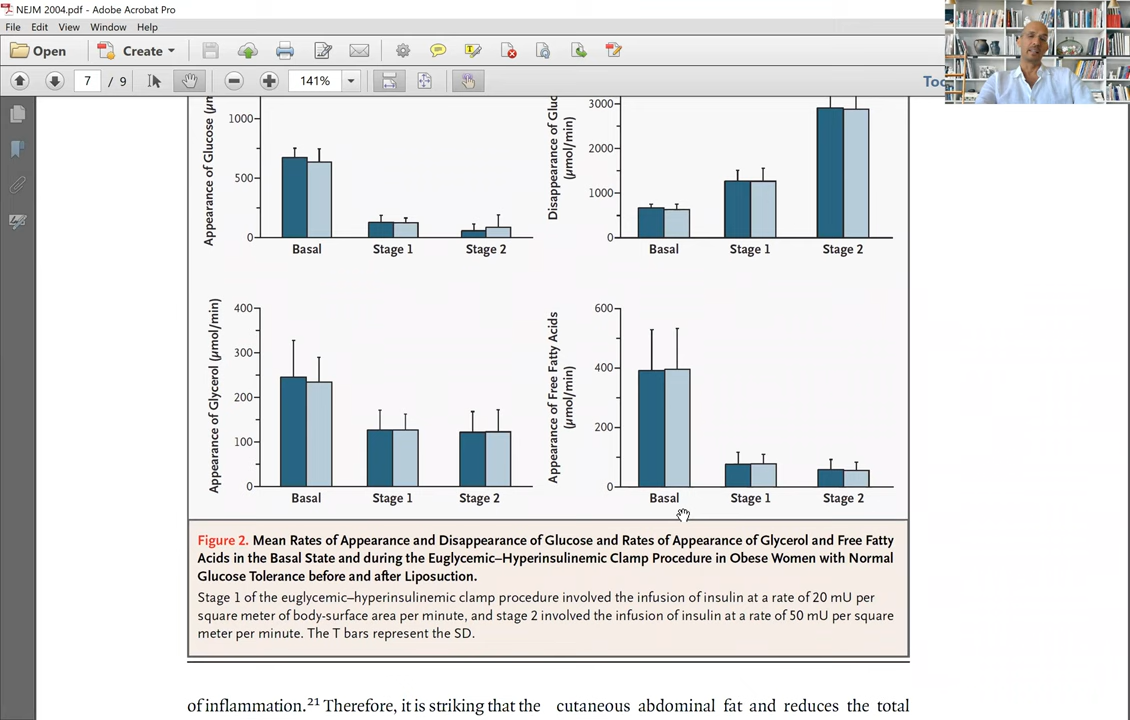 NEJM 2004.pdf - Adobe Acrobat Pro
File Edit View Window Help
Open Create
7 / 9 141%
Appearance of Glucose
1000
500
0
Basal Stage 1 Stage 2
Disappearance of
(µmol/min)
3000
2000
1000
0
Basal Stage 1 Stage 2
Appearance of Glycerol (µmol/min)
400
300
200
100
0
Basal Stage 1 Stage 2
Appearance of Free Fatty Acids
(µmol/min)
600
400
200
0
Basal Stage 1 Stage 2
Figure 2. Mean Rates of Appearance and Disappearance of Glucose and Rates of Appearance of Glycerol and Free Fatty
Acids in the Basal State and during the Euglycemic–Hyperinsulinemic Clamp Procedure in Obese Women with Normal
Glucose Tolerance before and after Liposuction.
Stage 1 of the euglycemic–hyperinsulinemic clamp procedure involved the infusion of insulin at a rate of 20 mU per
square meter of body-surface area per minute, and stage 2 involved the infusion of insulin at a rate of 50 mU per square
meter per minute. The T bars represent the SD.
of inflammation.²¹ Therefore, it is striking that the
cutaneous abdominal fat and reduces the total